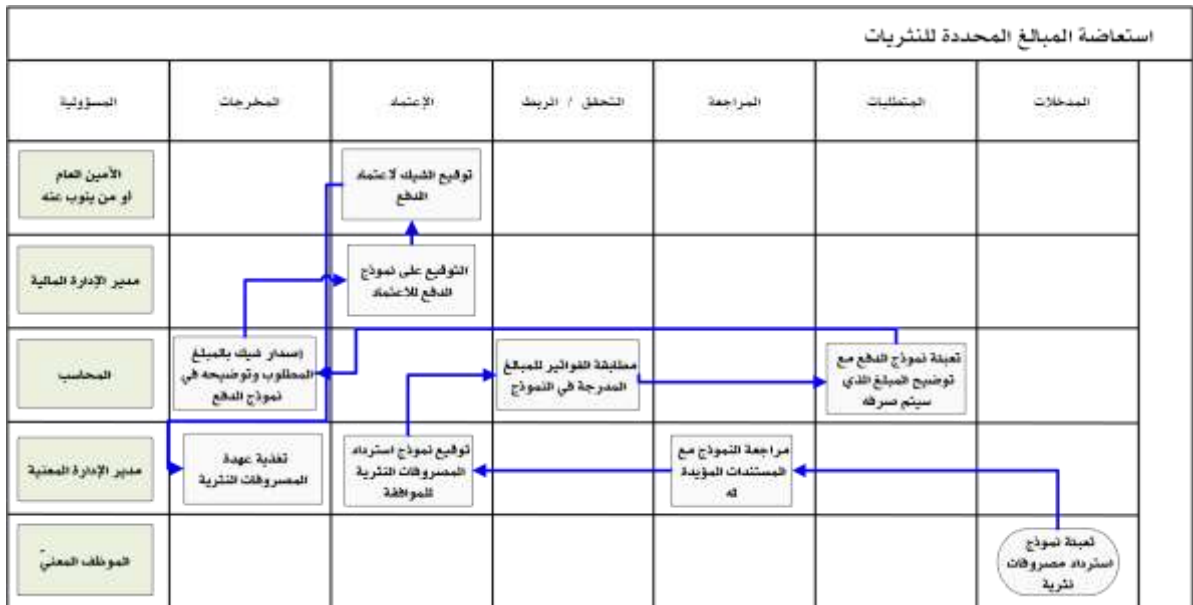 استعاضة المبالغ المحددة للنثريات
المدخلات
المتطلبات
المراجعة
التحقق / الربط
الإعتماد
المخرجات
المسؤولية
توقيع الشيك لاعتماد
الدفع
الأمين العام
او من ينوب عنه
التوقيع على نموذج
الدفع للاعتماد
مدير الإدارة المالية
تعبئة نموذج الدفع مع
توضيح المبلغ الذي
سيتم صرفه
مطابقة الفواتير للمبالغ
المدرجة في النموذج
إصدار شيك بالمبلغ
المطلوب وتوضيحه في
نموذج الدفع
المحاسب
مراجعة النموذج مع
المستندات المؤيدة
له
توقيع نموذج استرداد
المصروفات النثرية
للموافقة
تغذية عهدة
المصروفات النثرية
مدير الإدارة المعنية
تعبئة نموذج
استرداد مصروفات
نثرية
الموظف المعنيّ